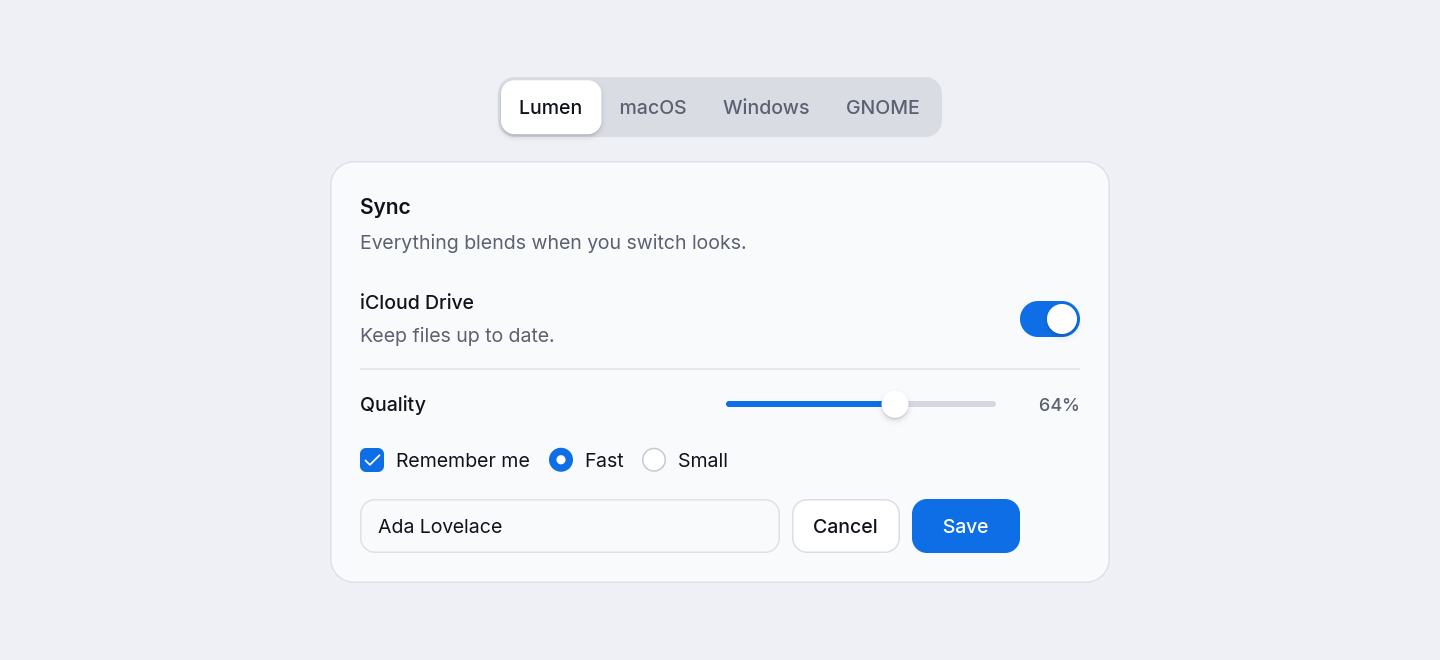 Lumen macOS Windows GNOME
Sync
Everything blends when you switch looks.
iCloud Drive
Keep files up to date.
Quality 64%
Remember me Fast Small
Ada Lovelace Cancel Save